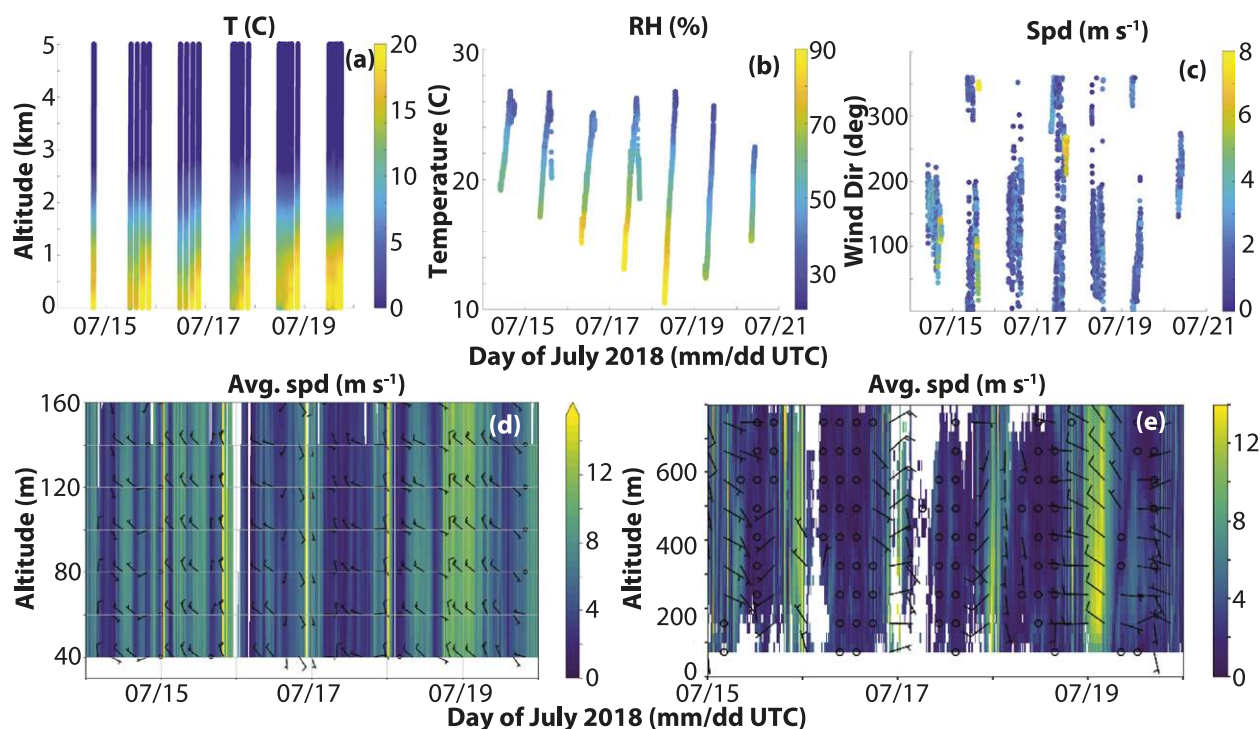 T (C)
RH (%)
Spd (m s-1)
(a)
(b)
(c)
Altitude (km)
5
4
3
2
1
0
20
15
10
5
0
07/15 07/17 07/19
Temperature (C)
30
20
10
90
70
50
30
07/15 07/17 07/19 07/21
Wind Dir (deg)
300
200
100
8
6
4
2
0
07/15 07/17 07/19 07/21
Day of July 2018 (mm/dd UTC)
Avg. spd (m s-1)
Avg. spd (m s-1)
(d)
(e)
Altitude (m)
160
120
80
40
12
8
4
0
07/15 07/17 07/19
Altitude (m)
600
400
200
0
12
8
4
0
07/15 07/17 07/19
Day of July 2018 (mm/dd UTC)